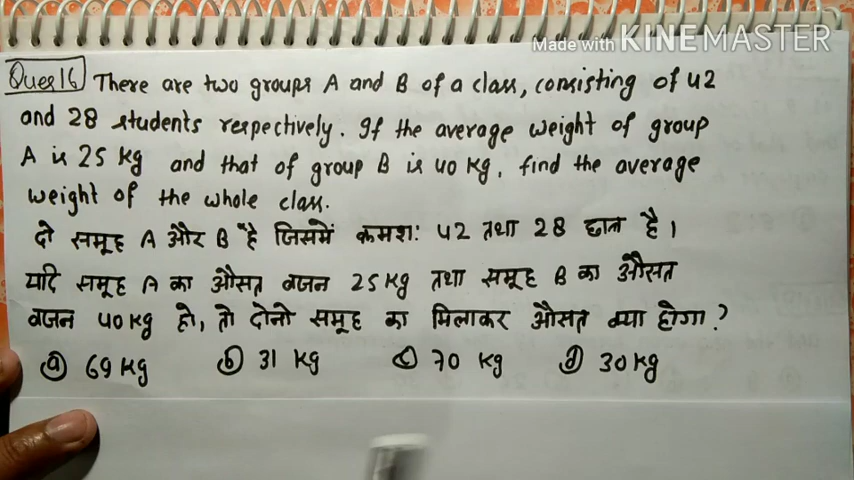 Made with KINEMASTER
Ques 16 There are two groups A and B of a class, consisting of 42
and 28 students respectively. If the average weight of group
A is 25 Kg and that of group B is 40 Kg, find the average
weight of the whole class.
दो समूह A और B है जिसमें क्रमश: 42 तथा 28 छात्र है।
यदि समूह A का औसत वजन 25 Kg तथा समूह B का औसत
वजन 40 Kg हो, तो दोनो समूह का मिलाकर औसत क्या होगा?
ⓐ 69 Kg ⓑ 31 Kg ⓒ 70 Kg ⓓ 30 Kg